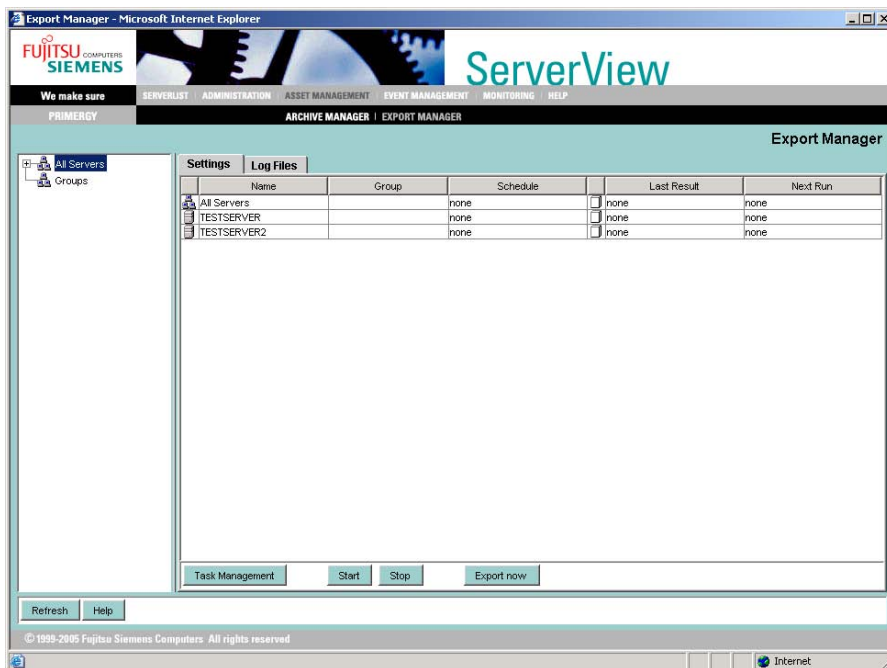 Export Manager - Microsoft Internet Explorer
FUJITSU COMPUTERS
SIEMENS
ServerView
We make sure
SERVERLIST | ADMINISTRATION | ASSET MANAGEMENT | EVENT MANAGEMENT | MONITORING | HELP
PRIMERGY
ARCHIVE MANAGER | EXPORT MANAGER
Export Manager
All Servers
Groups
Settings Log Files
Name Group Schedule Last Result Next Run
All Servers none none none
TESTSERVER none none none
TESTSERVER2 none none none
Task Management Start Stop Export now
Refresh Help
© 1999-2005 Fujitsu Siemens Computers All rights reserved
Internet